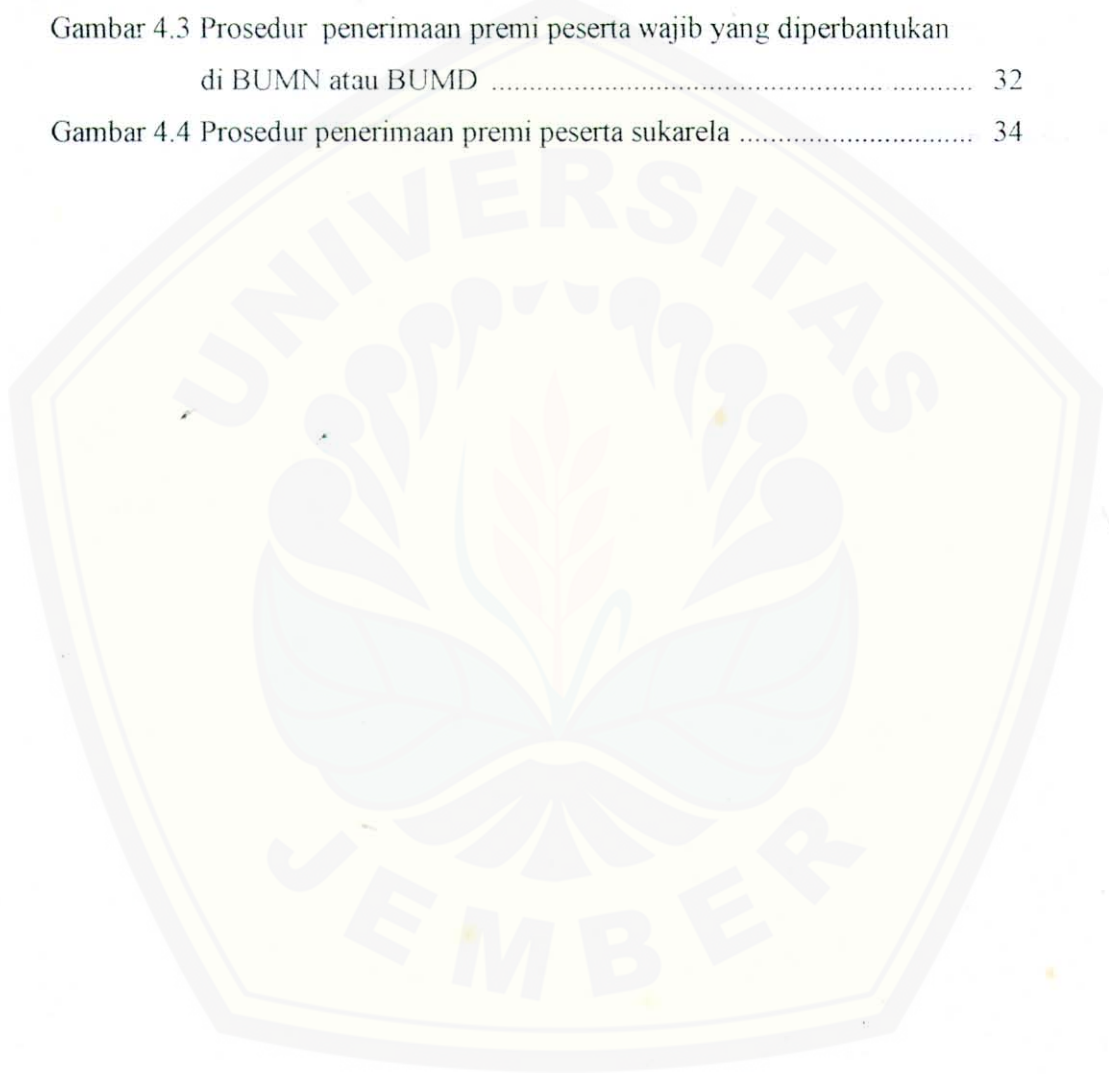 Gambar 4.3 Prosedur penerimaan premi peserta wajib yang diperbantukan
di BUMN atau BUMD ............................................................... 32
Gambar 4.4 Prosedur penerimaan premi peserta sukarela .............................. 34
UNIVERSITAS
JEMBER